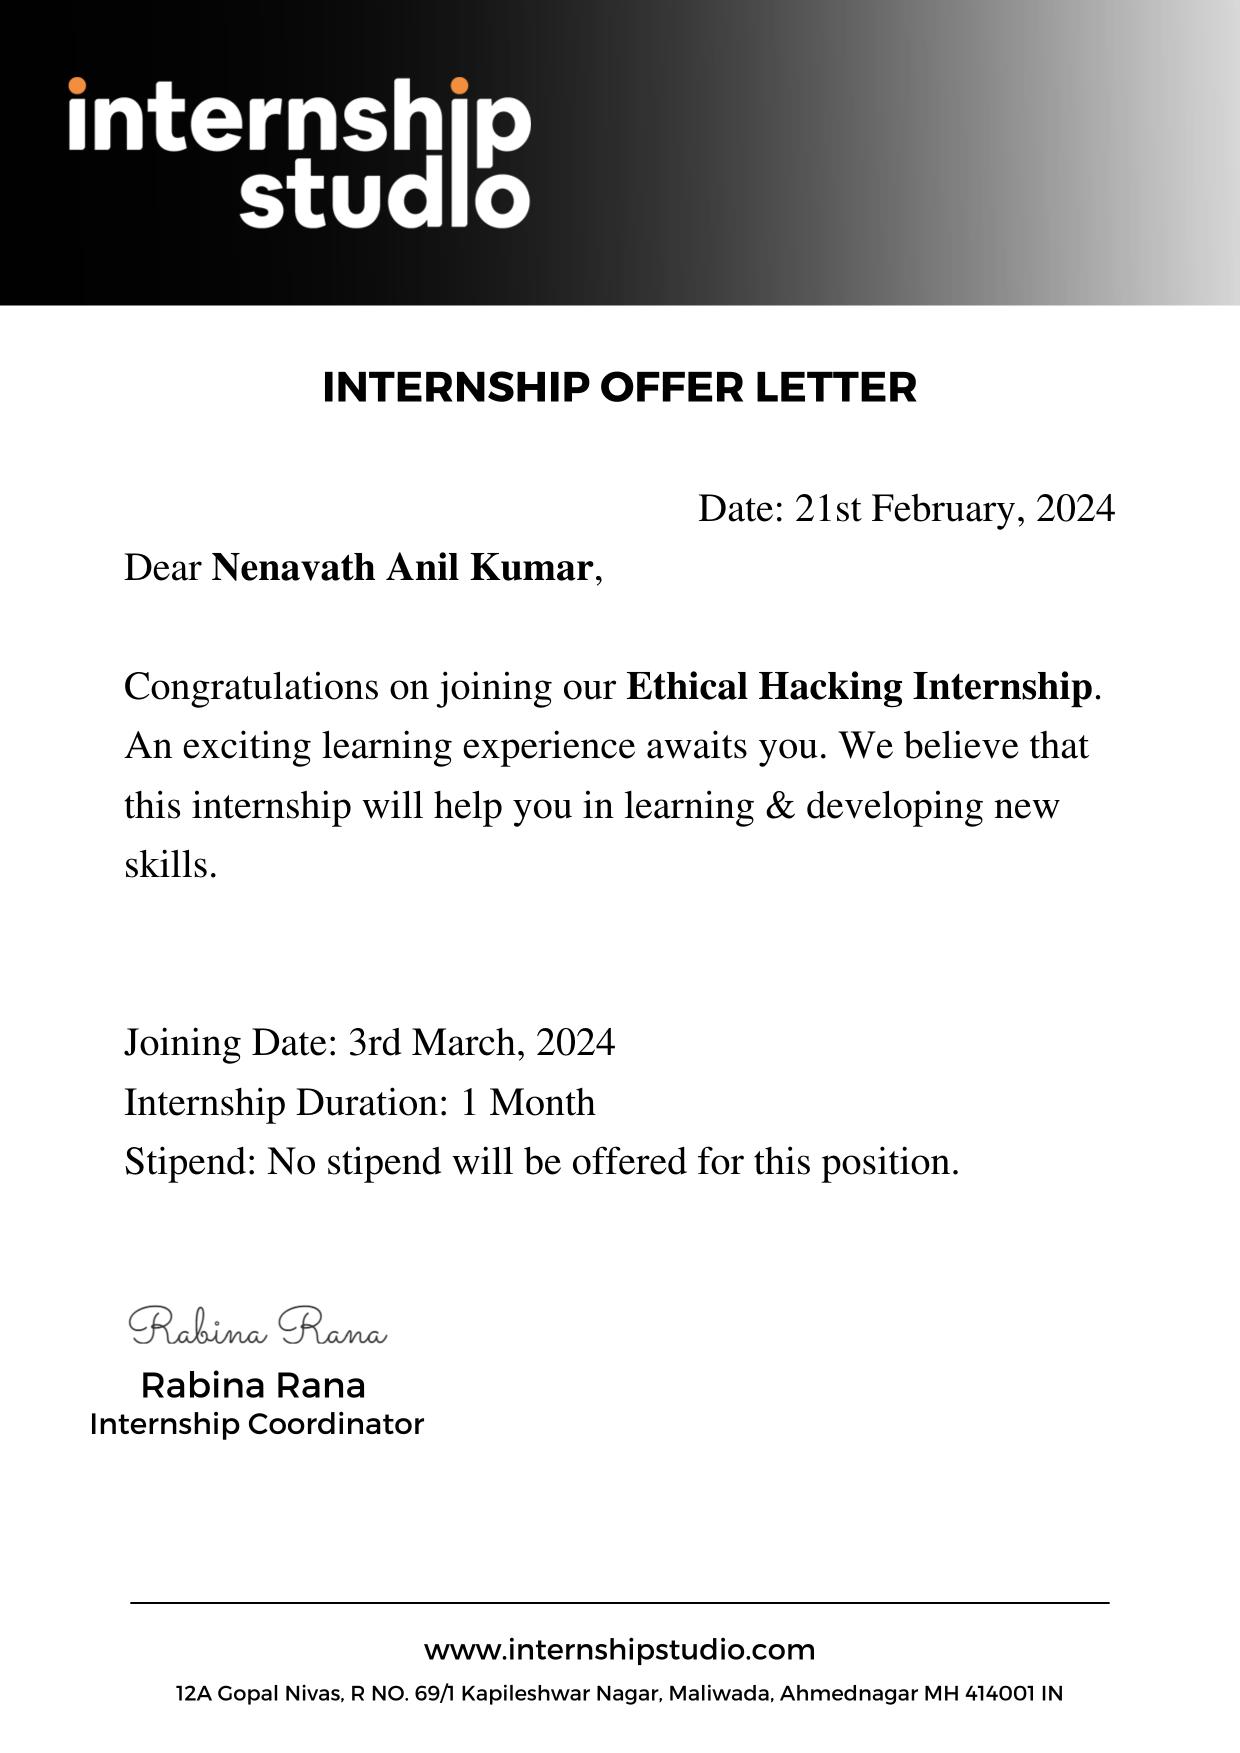 internship
studio
INTERNSHIP OFFER LETTER
Date: 21st February, 2024
Dear Nenavath Anil Kumar,
Congratulations on joining our Ethical Hacking Internship.
An exciting learning experience awaits you. We believe that
this internship will help you in learning & developing new
skills.
Joining Date: 3rd March, 2024
Internship Duration: 1 Month
Stipend: No stipend will be offered for this position.
Rabina Rana
Rabina Rana
Internship Coordinator
www.internshipstudio.com
12A Gopal Nivas, R NO. 69/1 Kapileshwar Nagar, Maliwada, Ahmednagar MH 414001 IN